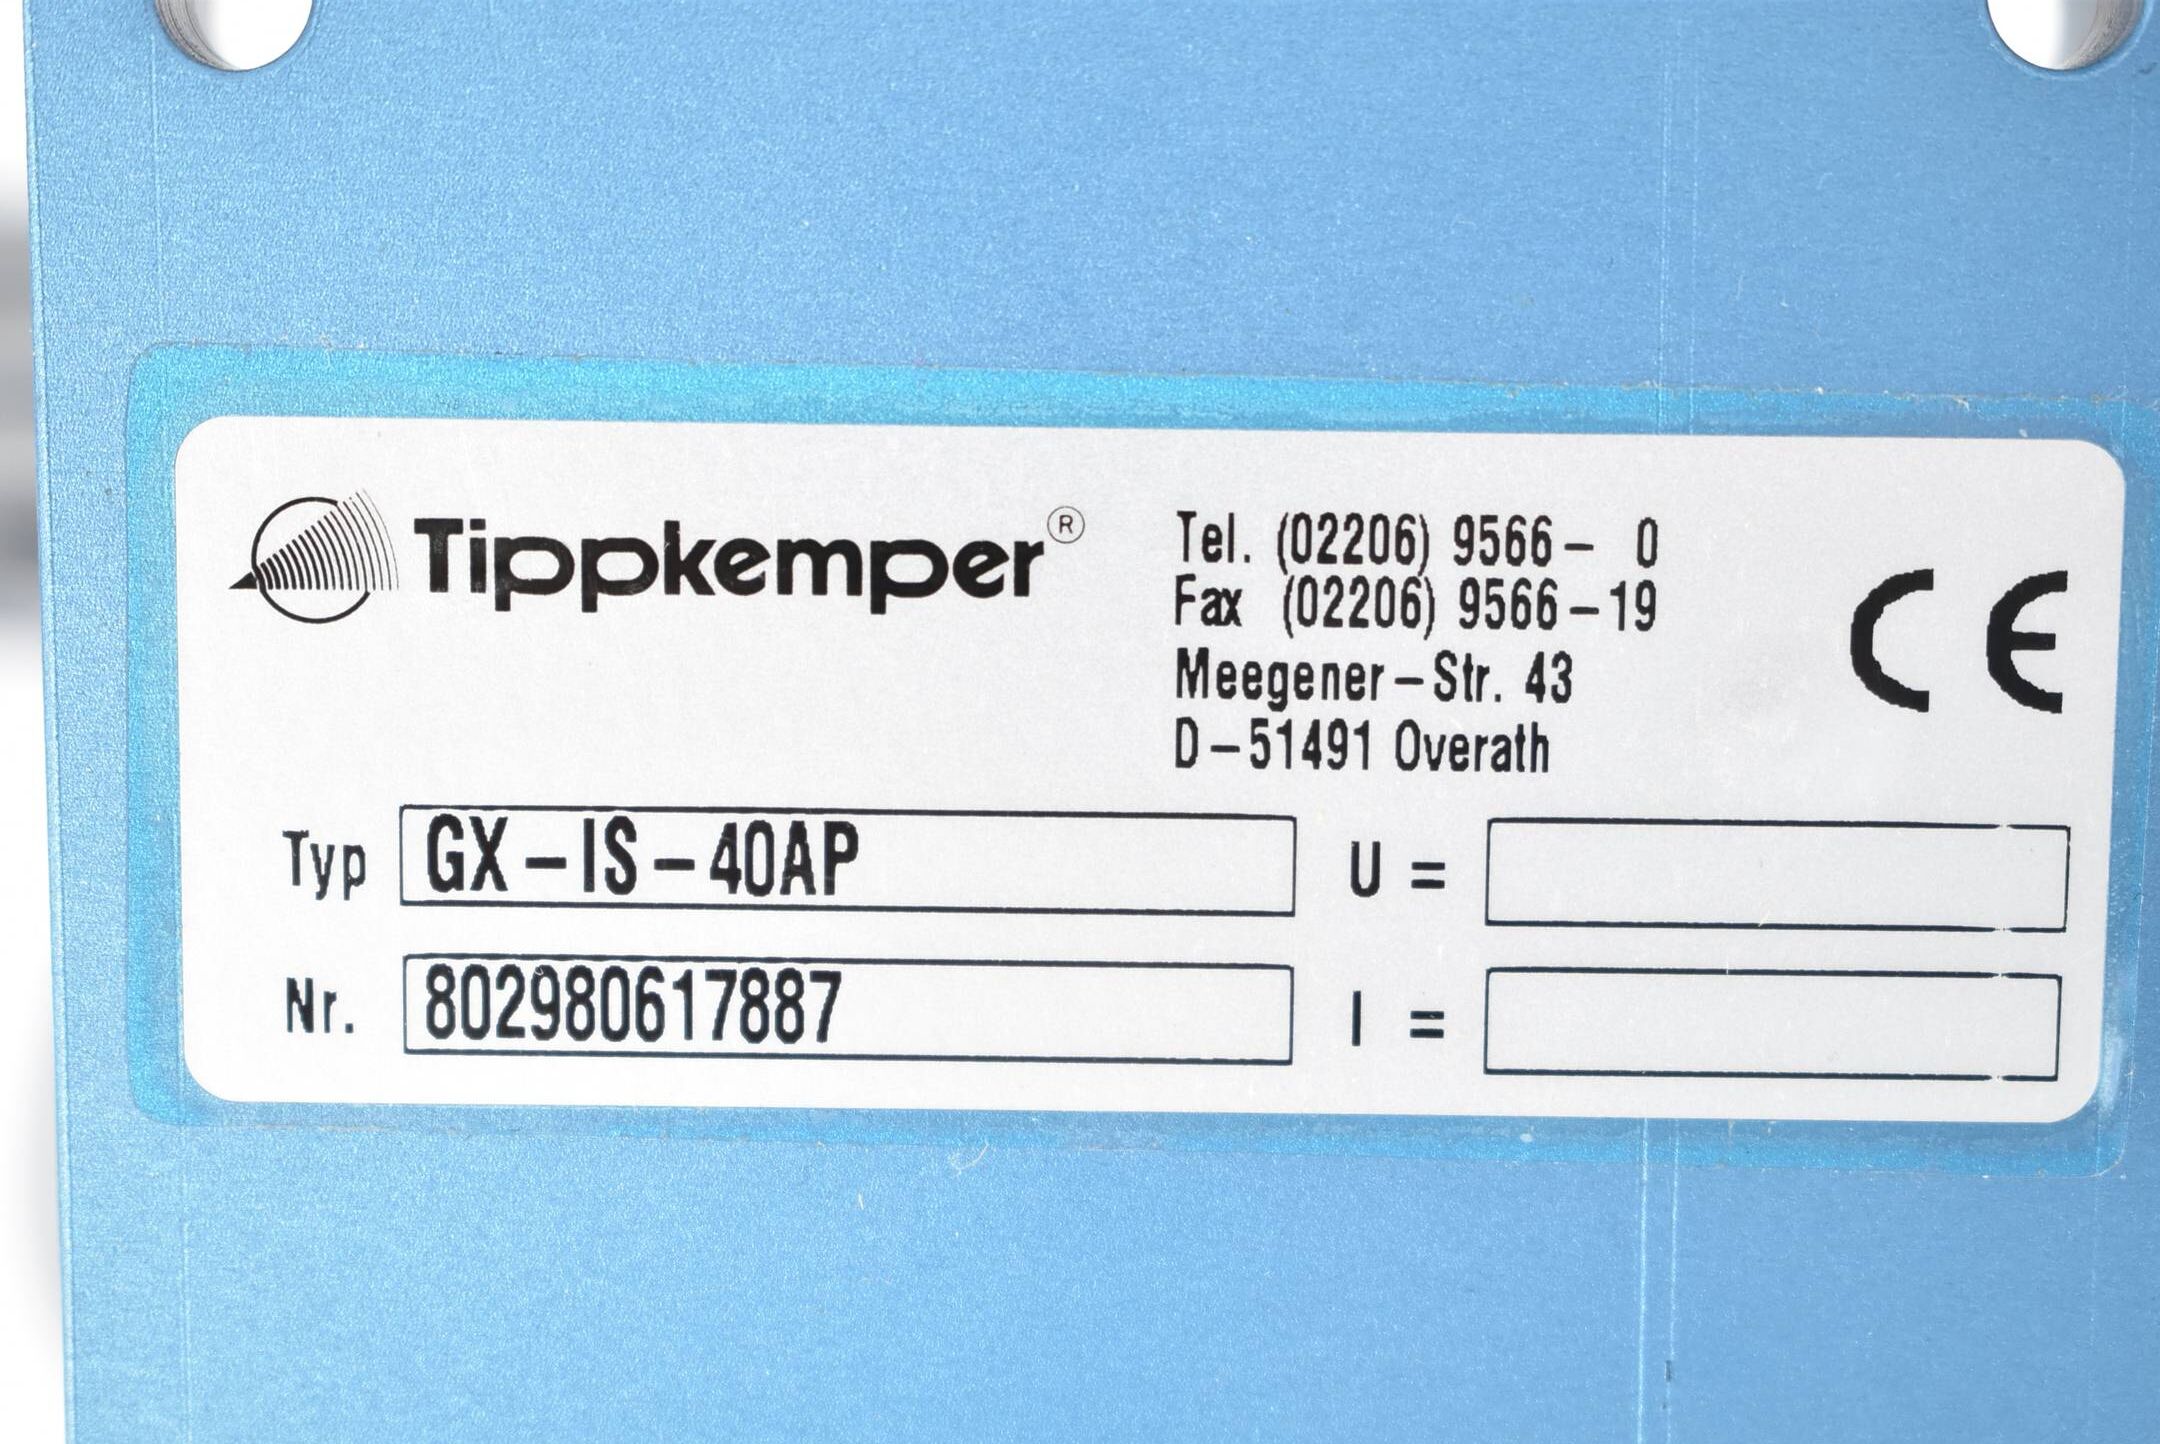 Tippkemper®
Tel. (02206) 9566- 0
Fax (02206) 9566-19
Meegener-Str. 43
D-51491 Overath
CE
Typ GX-IS-40AP U =
Nr. 802980617887 I =